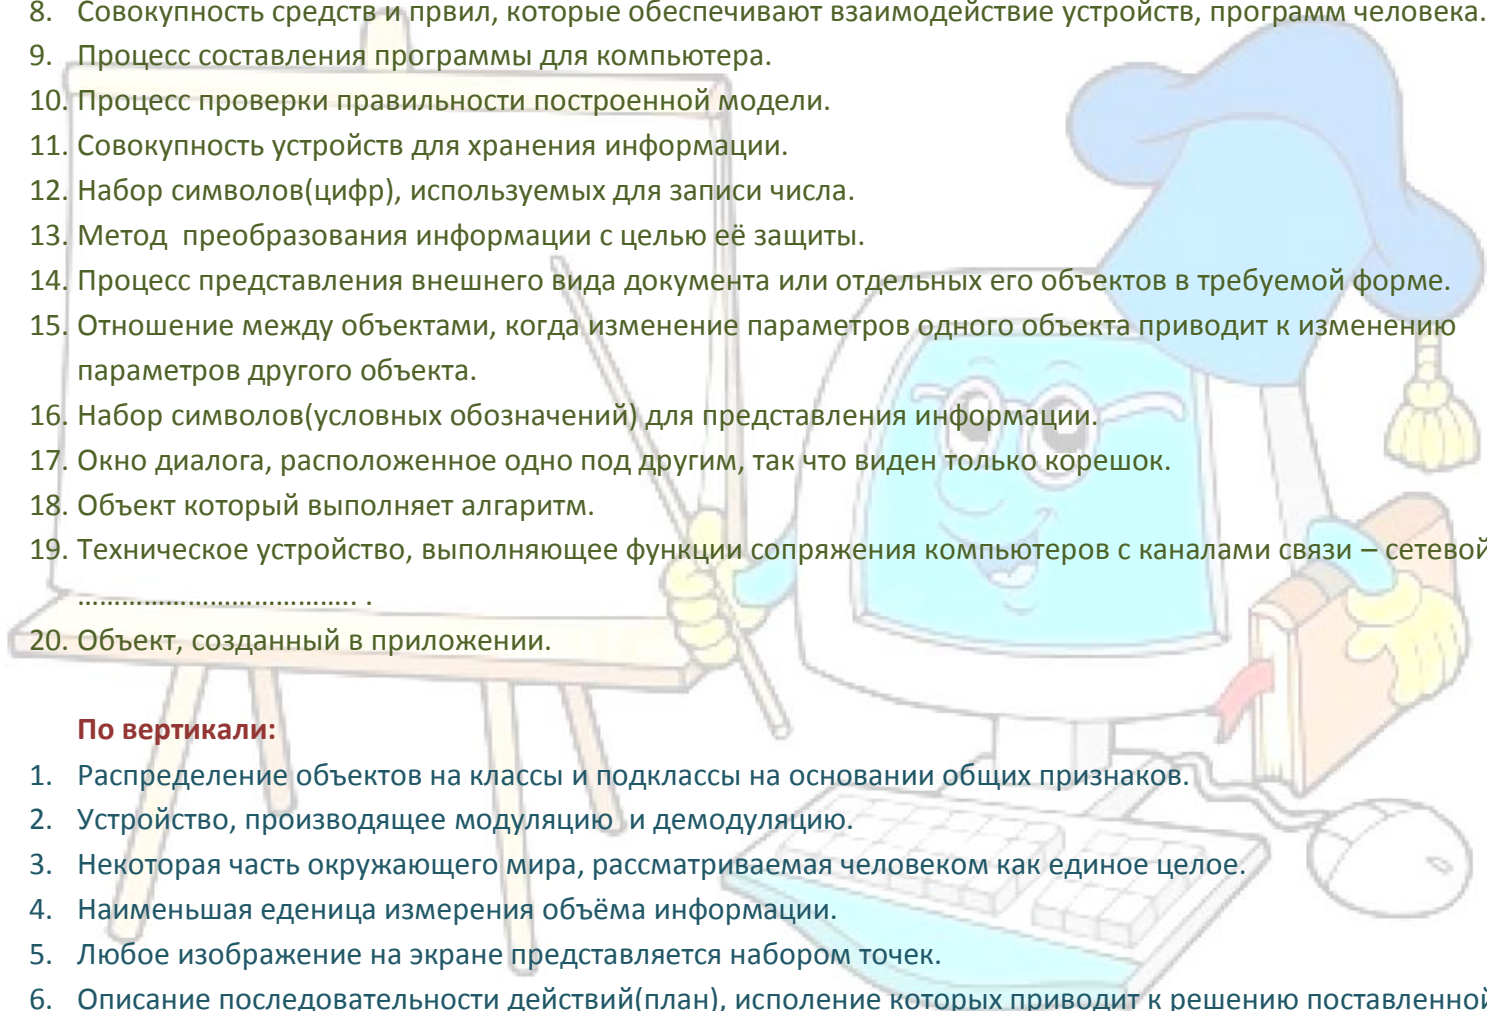 8. Совокупность средств и првил, которые обеспечивают взаимодействие устройств, программ человека.
9. Процесс составления программы для компьютера.
10. Процесс проверки правильности построенной модели.
11. Совокупность устройств для хранения информации.
12. Набор символов(цифр), используемых для записи числа.
13. Метод преобразования информации с целью её защиты.
14. Процесс представления внешнего вида документа или отдельных его объектов в требуемой форме.
15. Отношение между объектами, когда изменение параметров одного объекта приводит к изменению
параметров другого объекта.
16. Набор символов(условных обозначений) для представления информации.
17. Окно диалога, расположенное одно под другим, так что виден только корешок.
18. Объект который выполняет алгаритм.
19. Техническое устройство, выполняющее функции сопряжения компьютеров с каналами связи – сетевой
……………………………….. .
20. Объект, созданный в приложении.
По вертикали:
1. Распределение объектов на классы и подклассы на основании общих признаков.
2. Устройство, производящее модуляцию и демодуляцию.
3. Некоторая часть окружающего мира, рассматриваемая человеком как единое целое.
4. Наименьшая еденица измерения объёма информации.
5. Любое изображение на экране представляется набором точек.
6. Описание последовательности действий(план), исполение которых приводит к решению поставленной